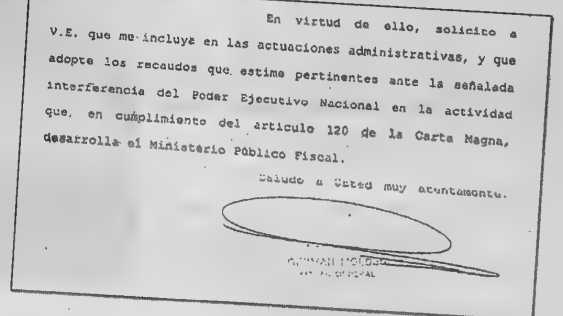 En virtud de ello, solicito a
V.E. que me incluya en las actuaciones administrativas, y que
adopte los recaudos que estime pertinentes ante la señalada
interferencia del Poder Ejecutivo Nacional en la actividad
que, en cumplimiento del artículo 120 de la Carta Magna,
desarrolla el Ministerio Público Fiscal.
Saludo a Usted muy atentamente.